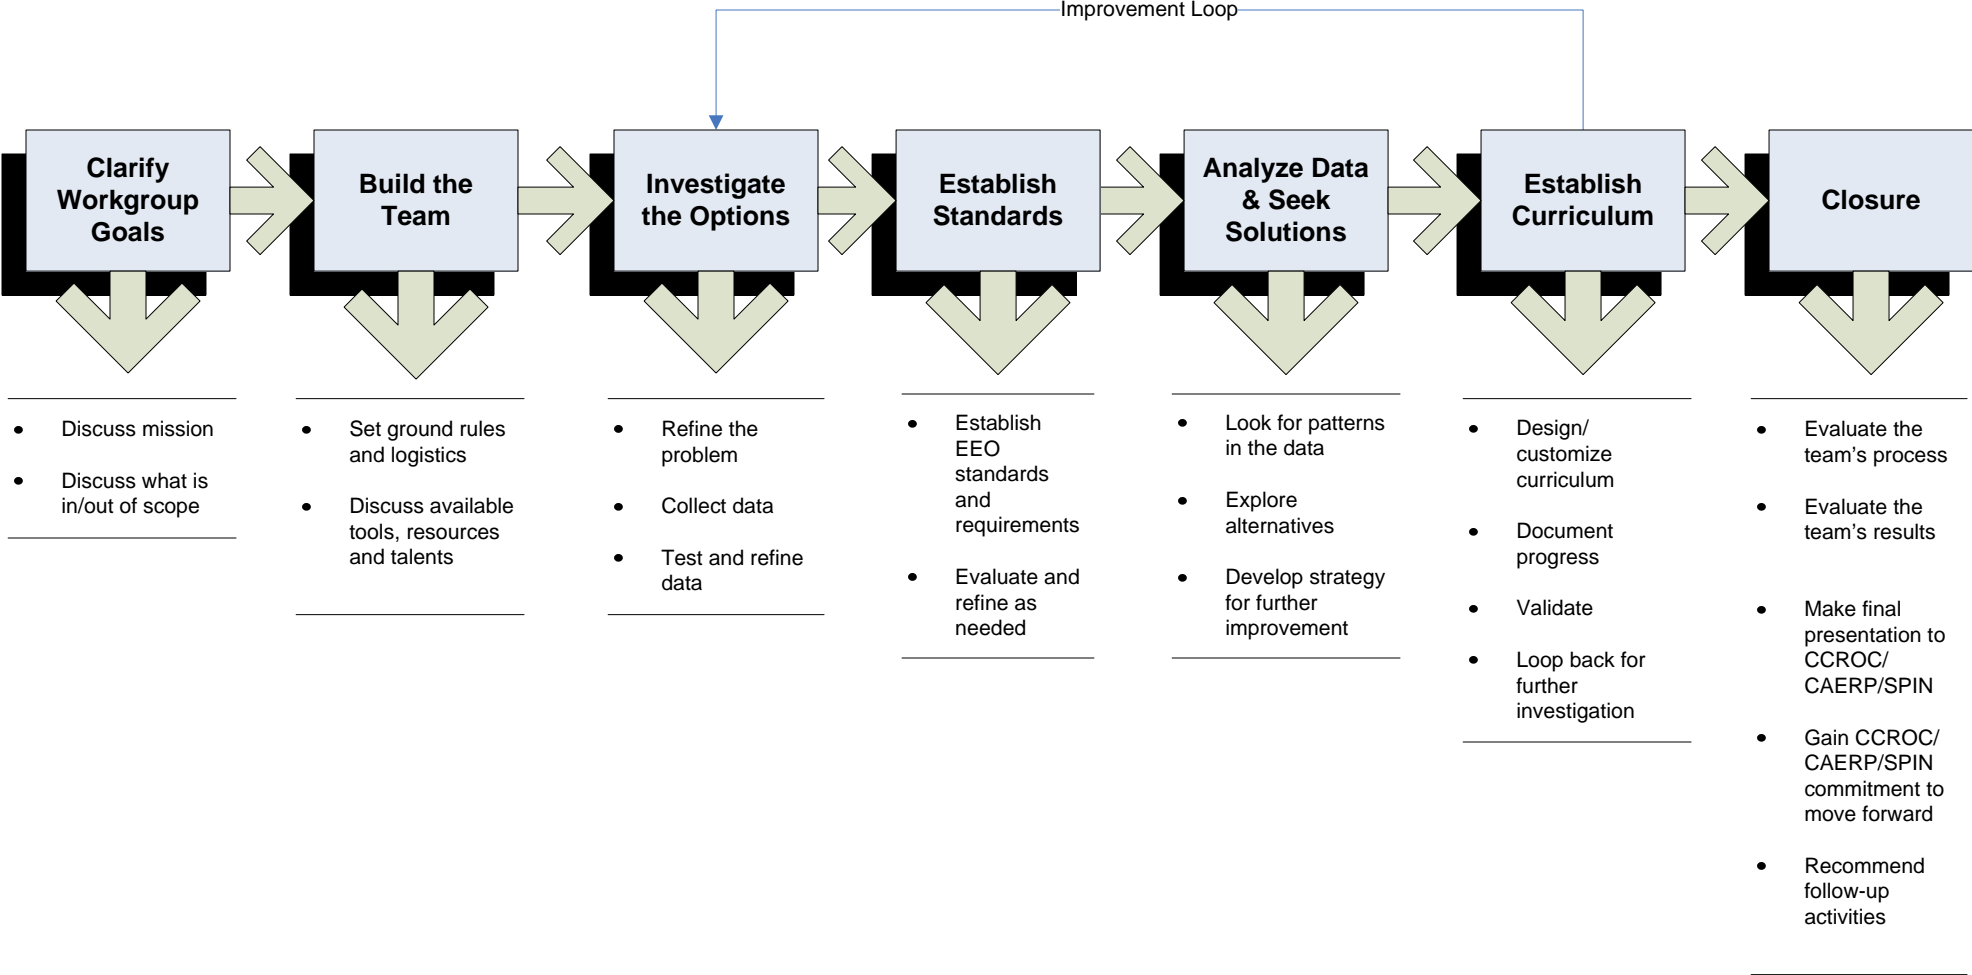 Improvement Loop
Clarify
Workgroup
Goals
Build the
Team
Investigate
the Options
Establish
Standards
Analyze Data
& Seek
Solutions
Establish
Curriculum
Closure
• Discuss mission
• Discuss what is
in/out of scope
• Set ground rules
and logistics
• Discuss available
tools, resources
and talents
• Refine the
problem
• Collect data
• Test and refine
data
• Establish
EEO
standards
and
requirements
• Evaluate and
refine as
needed
• Look for patterns
in the data
• Explore
alternatives
• Develop strategy
for further
improvement
• Design/
customize
curriculum
• Document
progress
• Validate
• Loop back for
further
investigation
• Evaluate the
team’s process
• Evaluate the
team’s results
• Make final
presentation to
CCROC/
CAERP/SPIN
• Gain CCROC/
CAERP/SPIN
commitment to
move forward
• Recommend
follow-up
activities